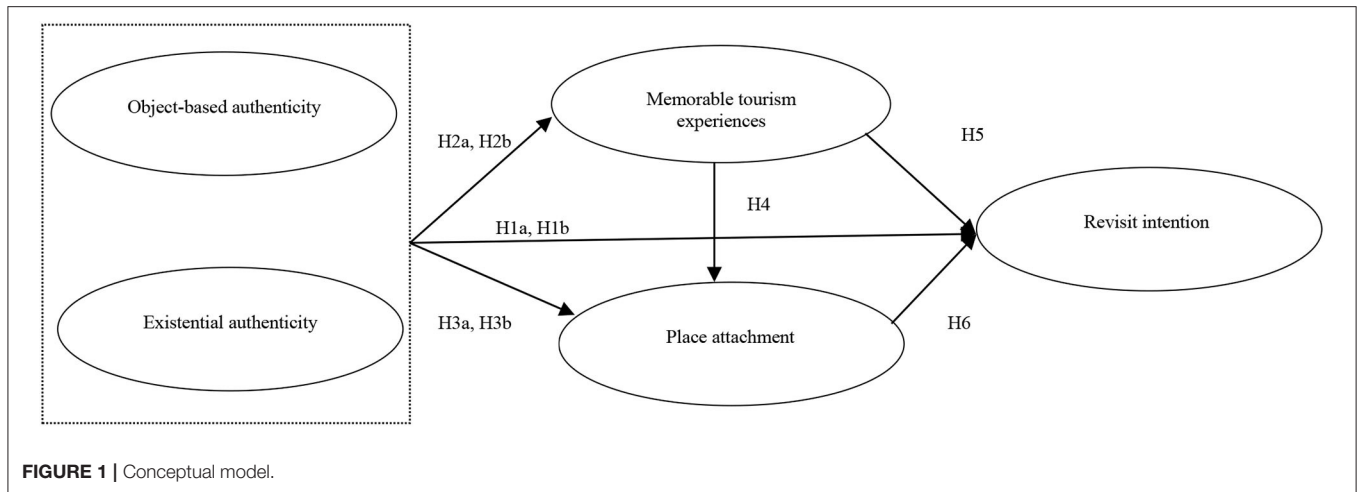 Object-based authenticity
Existential authenticity
H2a, H2b
H1a, H1b
H3a, H3b
Memorable tourism
experiences
H4
Place attachment
H5
H6
Revisit intention
FIGURE 1 | Conceptual model.